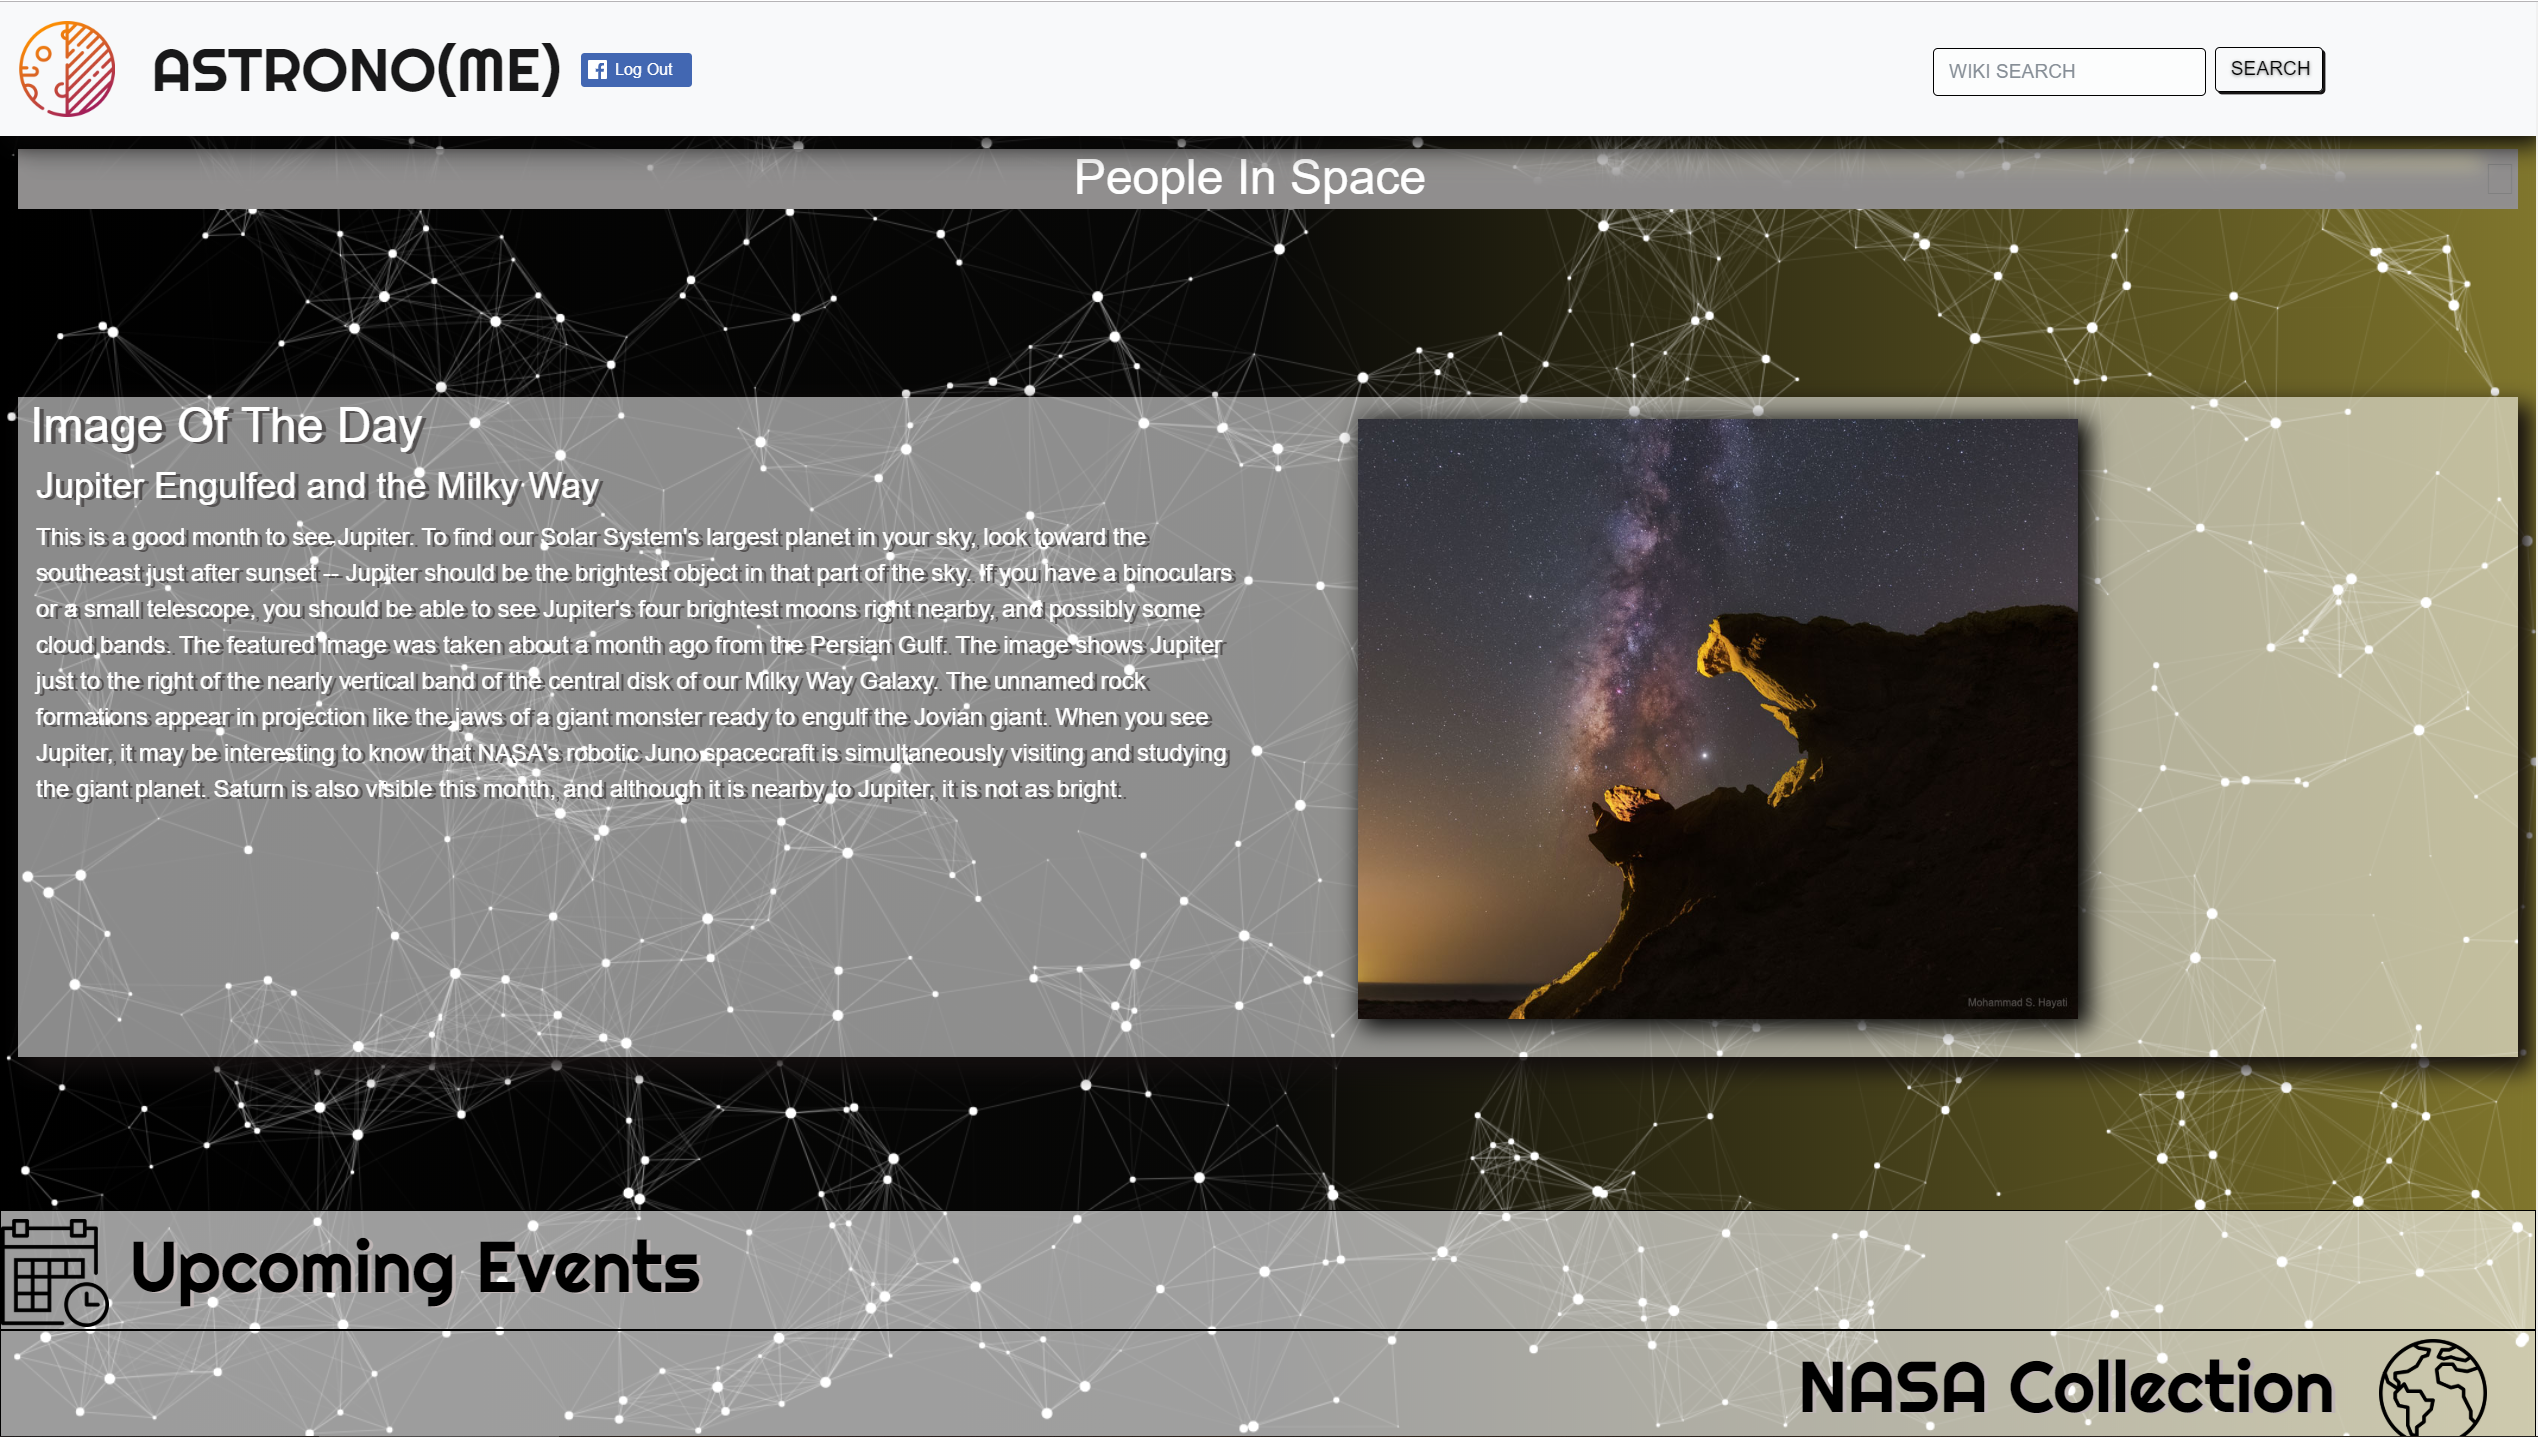 ASTRONO(ME)
Log Out
WIKI SEARCH
SEARCH
People In Space
Image Of The Day
Jupiter Engulfed and the Milky Way
This is a good month to see Jupiter. To find our Solar System's largest planet in your sky, look toward the
southeast just after sunset -- Jupiter should be the brightest object in that part of the sky. If you have a binoculars
or a small telescope, you should be able to see Jupiter's four brightest moons right nearby, and possibly some
cloud bands. The featured image was taken about a month ago from the Persian Gulf. The image shows Jupiter
just to the right of the nearly vertical band of the central disk of our Milky Way Galaxy. The unnamed rock
formations appear in projection like the jaws of a giant monster ready to engulf the Jovian giant. When you see
Jupiter, it may be interesting to know that NASA's robotic Juno spacecraft is simultaneously visiting and studying
the giant planet. Saturn is also visible this month, and although it is nearby to Jupiter, it is not as bright.
Mohammad S. Hayati
Upcoming Events
NASA Collection